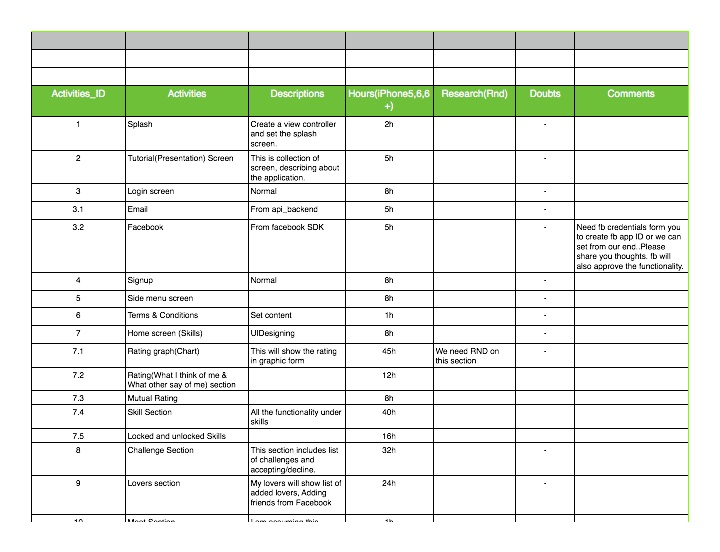 Activities_ID Activities Descriptions Hours(iPhone5,6,6 Research(Rnd) Doubts Comments
+)
1 Splash Create a view controller 2h -
and set the splash
screen.
2 Tutorial(Presentation) Screen This is collection of 5h -
screen, describing about
the application.
3 Login screen Normal 8h -
3.1 Email From api_backend 5h -
3.2 Facebook From facebook SDK 5h - Need fb credentials form you
to create fb app ID or we can
set from our end..Please
share you thoughts. fb will
also approve the functionality.
4 Signup Normal 8h -
5 Side menu screen 8h -
6 Terms & Conditions Set content 1h -
7 Home screen (Skills) UIDesigning 8h -
7.1 Rating graph(Chart) This will show the rating 45h We need RND on -
in graphic form this section
7.2 Rating(What I think of me & 12h
What other say of me) section
7.3 Mutual Rating 8h
7.4 Skill Section All the functionality under 40h
skills
7.5 Locked and unlocked Skills 16h
8 Challenge Section This section includes list 32h -
of challenges and
accepting/decline.
9 Lovers section My lovers will show list of 24h -
added lovers, Adding
friends from Facebook